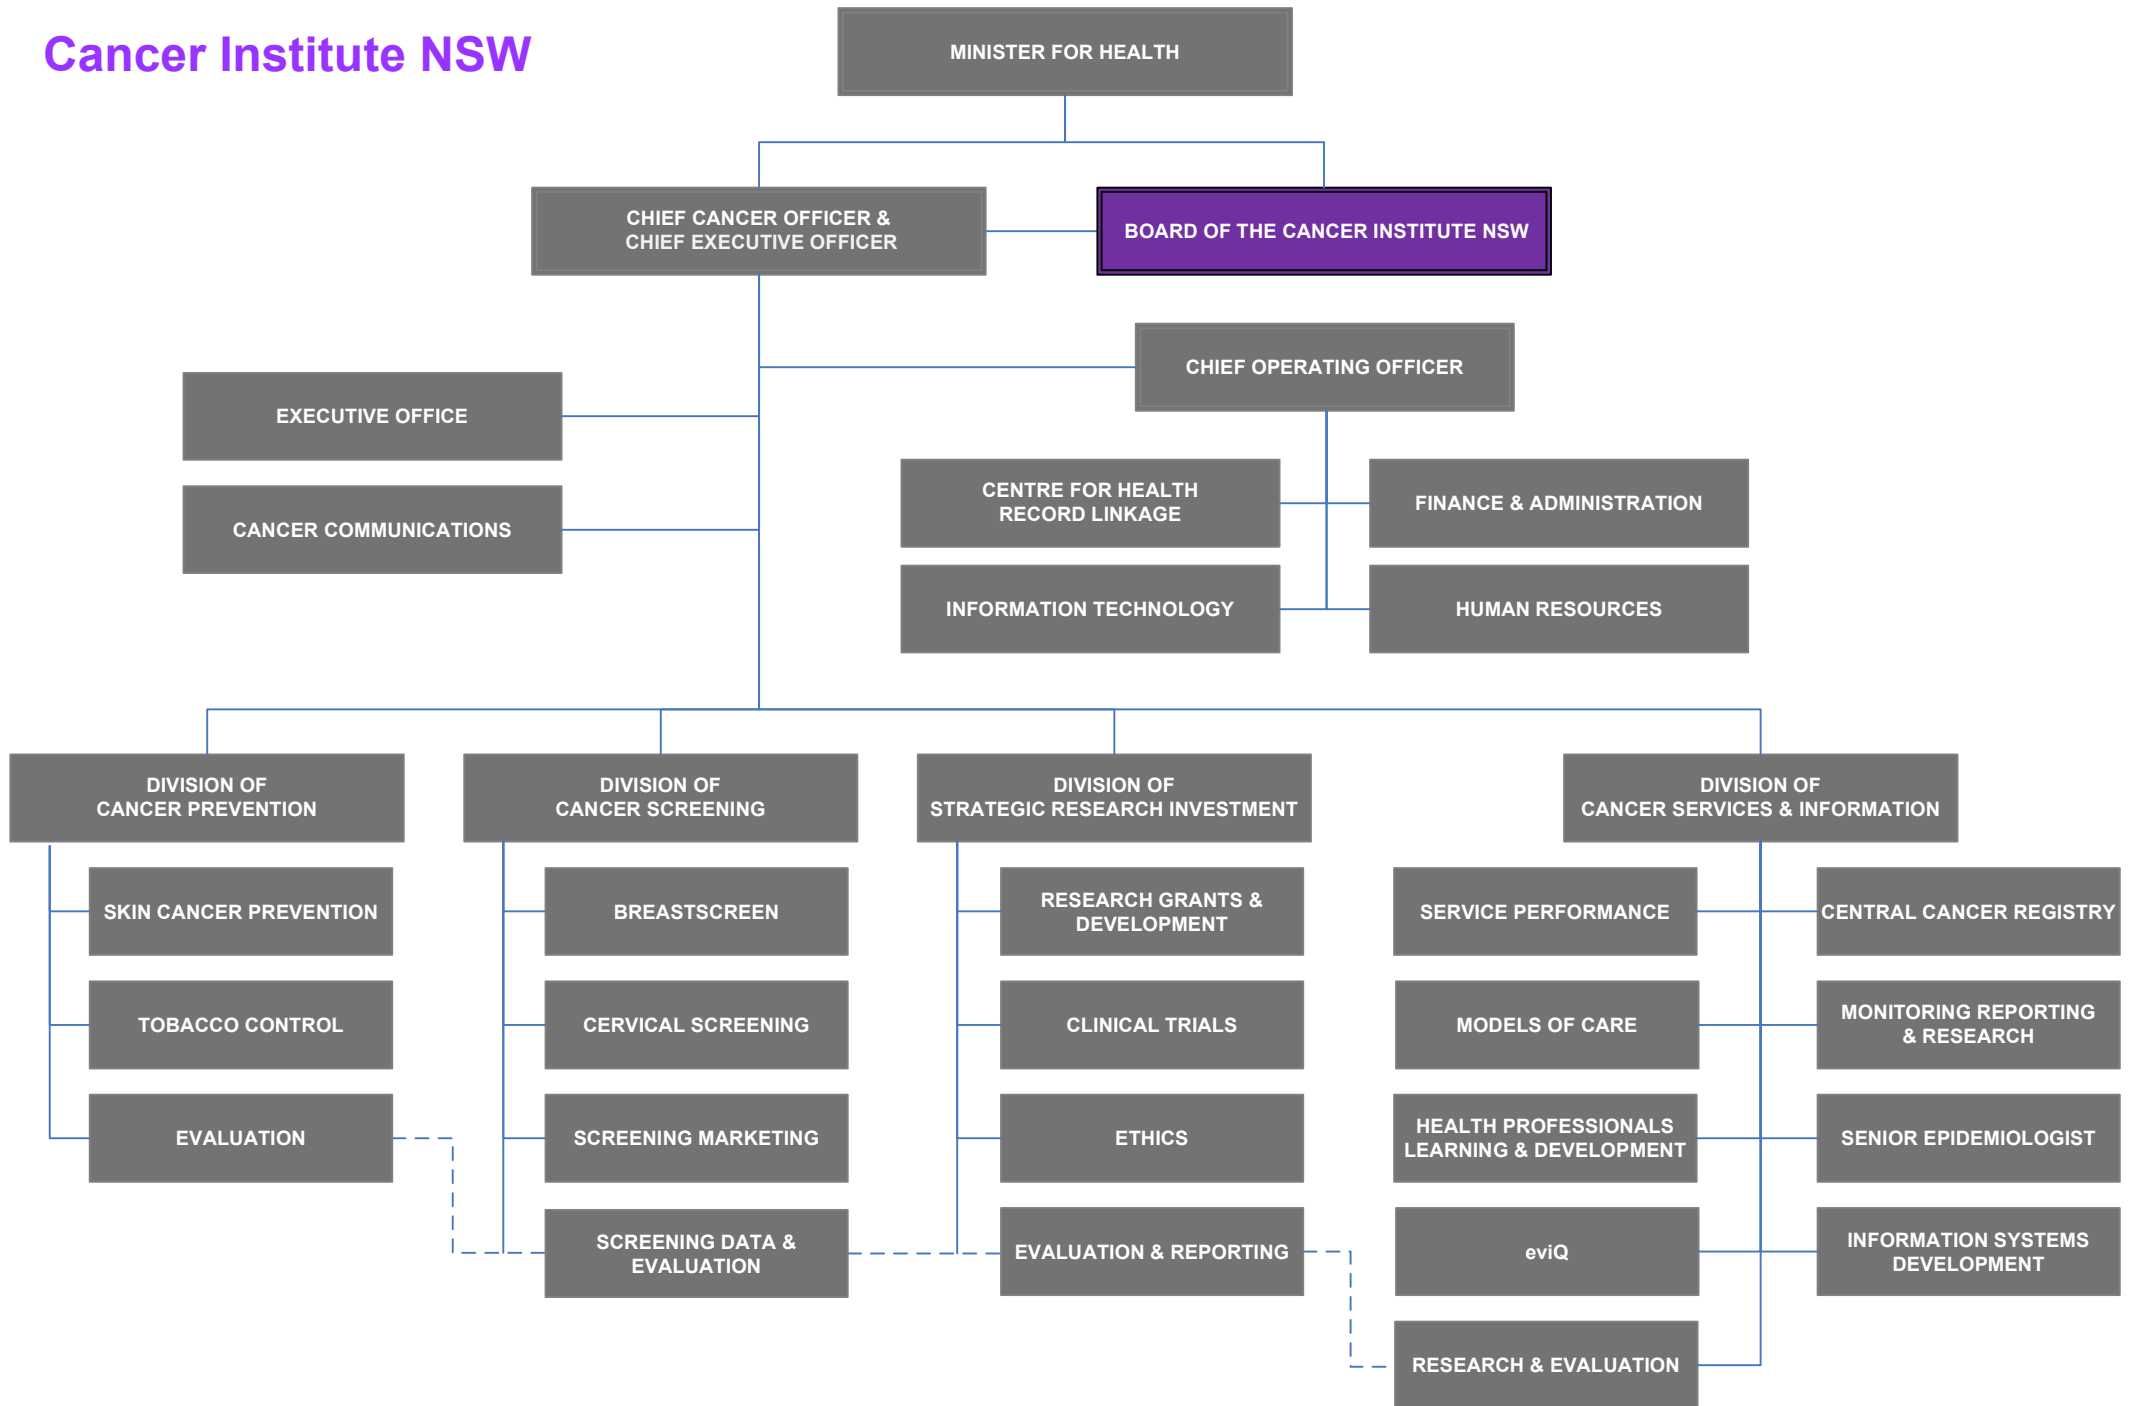 Cancer Institute NSW
MINISTER FOR HEALTH
CHIEF CANCER OFFICER &
CHIEF EXECUTIVE OFFICER
BOARD OF THE CANCER INSTITUTE NSW
CHIEF OPERATING OFFICER
EXECUTIVE OFFICE
CANCER COMMUNICATIONS
CENTRE FOR HEALTH
RECORD LINKAGE
FINANCE & ADMINISTRATION
INFORMATION TECHNOLOGY
HUMAN RESOURCES
DIVISION OF
CANCER PREVENTION
SKIN CANCER PREVENTION
TOBACCO CONTROL
EVALUATION
DIVISION OF
CANCER SCREENING
BREASTSCREEN
CERVICAL SCREENING
SCREENING MARKETING
SCREENING DATA &
EVALUATION
DIVISION OF
STRATEGIC RESEARCH INVESTMENT
RESEARCH GRANTS &
DEVELOPMENT
CLINICAL TRIALS
ETHICS
EVALUATION & REPORTING
DIVISION OF
CANCER SERVICES & INFORMATION
SERVICE PERFORMANCE
CENTRAL CANCER REGISTRY
MODELS OF CARE
MONITORING REPORTING
& RESEARCH
HEALTH PROFESSIONALS
LEARNING & DEVELOPMENT
SENIOR EPIDEMIOLOGIST
eviQ
INFORMATION SYSTEMS
DEVELOPMENT
RESEARCH & EVALUATION